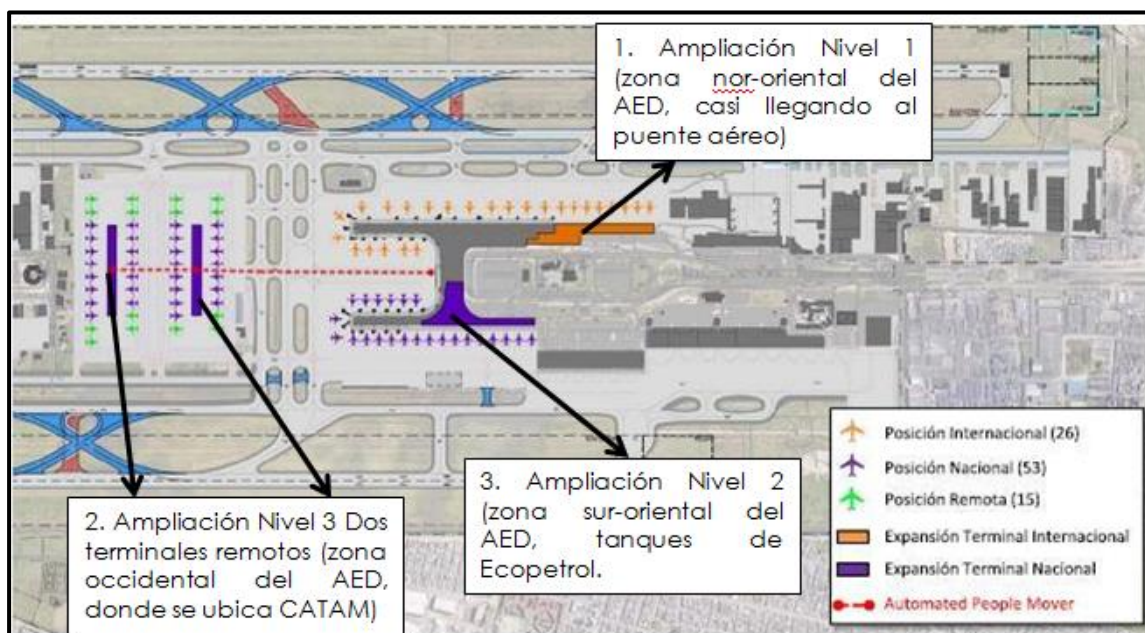 1. Ampliación Nivel 1
(zona nor-oriental del
AED, casi llegando al
puente aéreo)
2. Ampliación Nivel 3 Dos
terminales remotos (zona
occidental del AED,
donde se ubica CATAM)
3. Ampliación Nivel 2
(zona sur-oriental del
AED, tanques de
Ecopetrol.
Posición Internacional (26)
Posición Nacional (53)
Posición Remota (15)
Expansión Terminal Internacional
Expansión Terminal Nacional
Automated People Mover